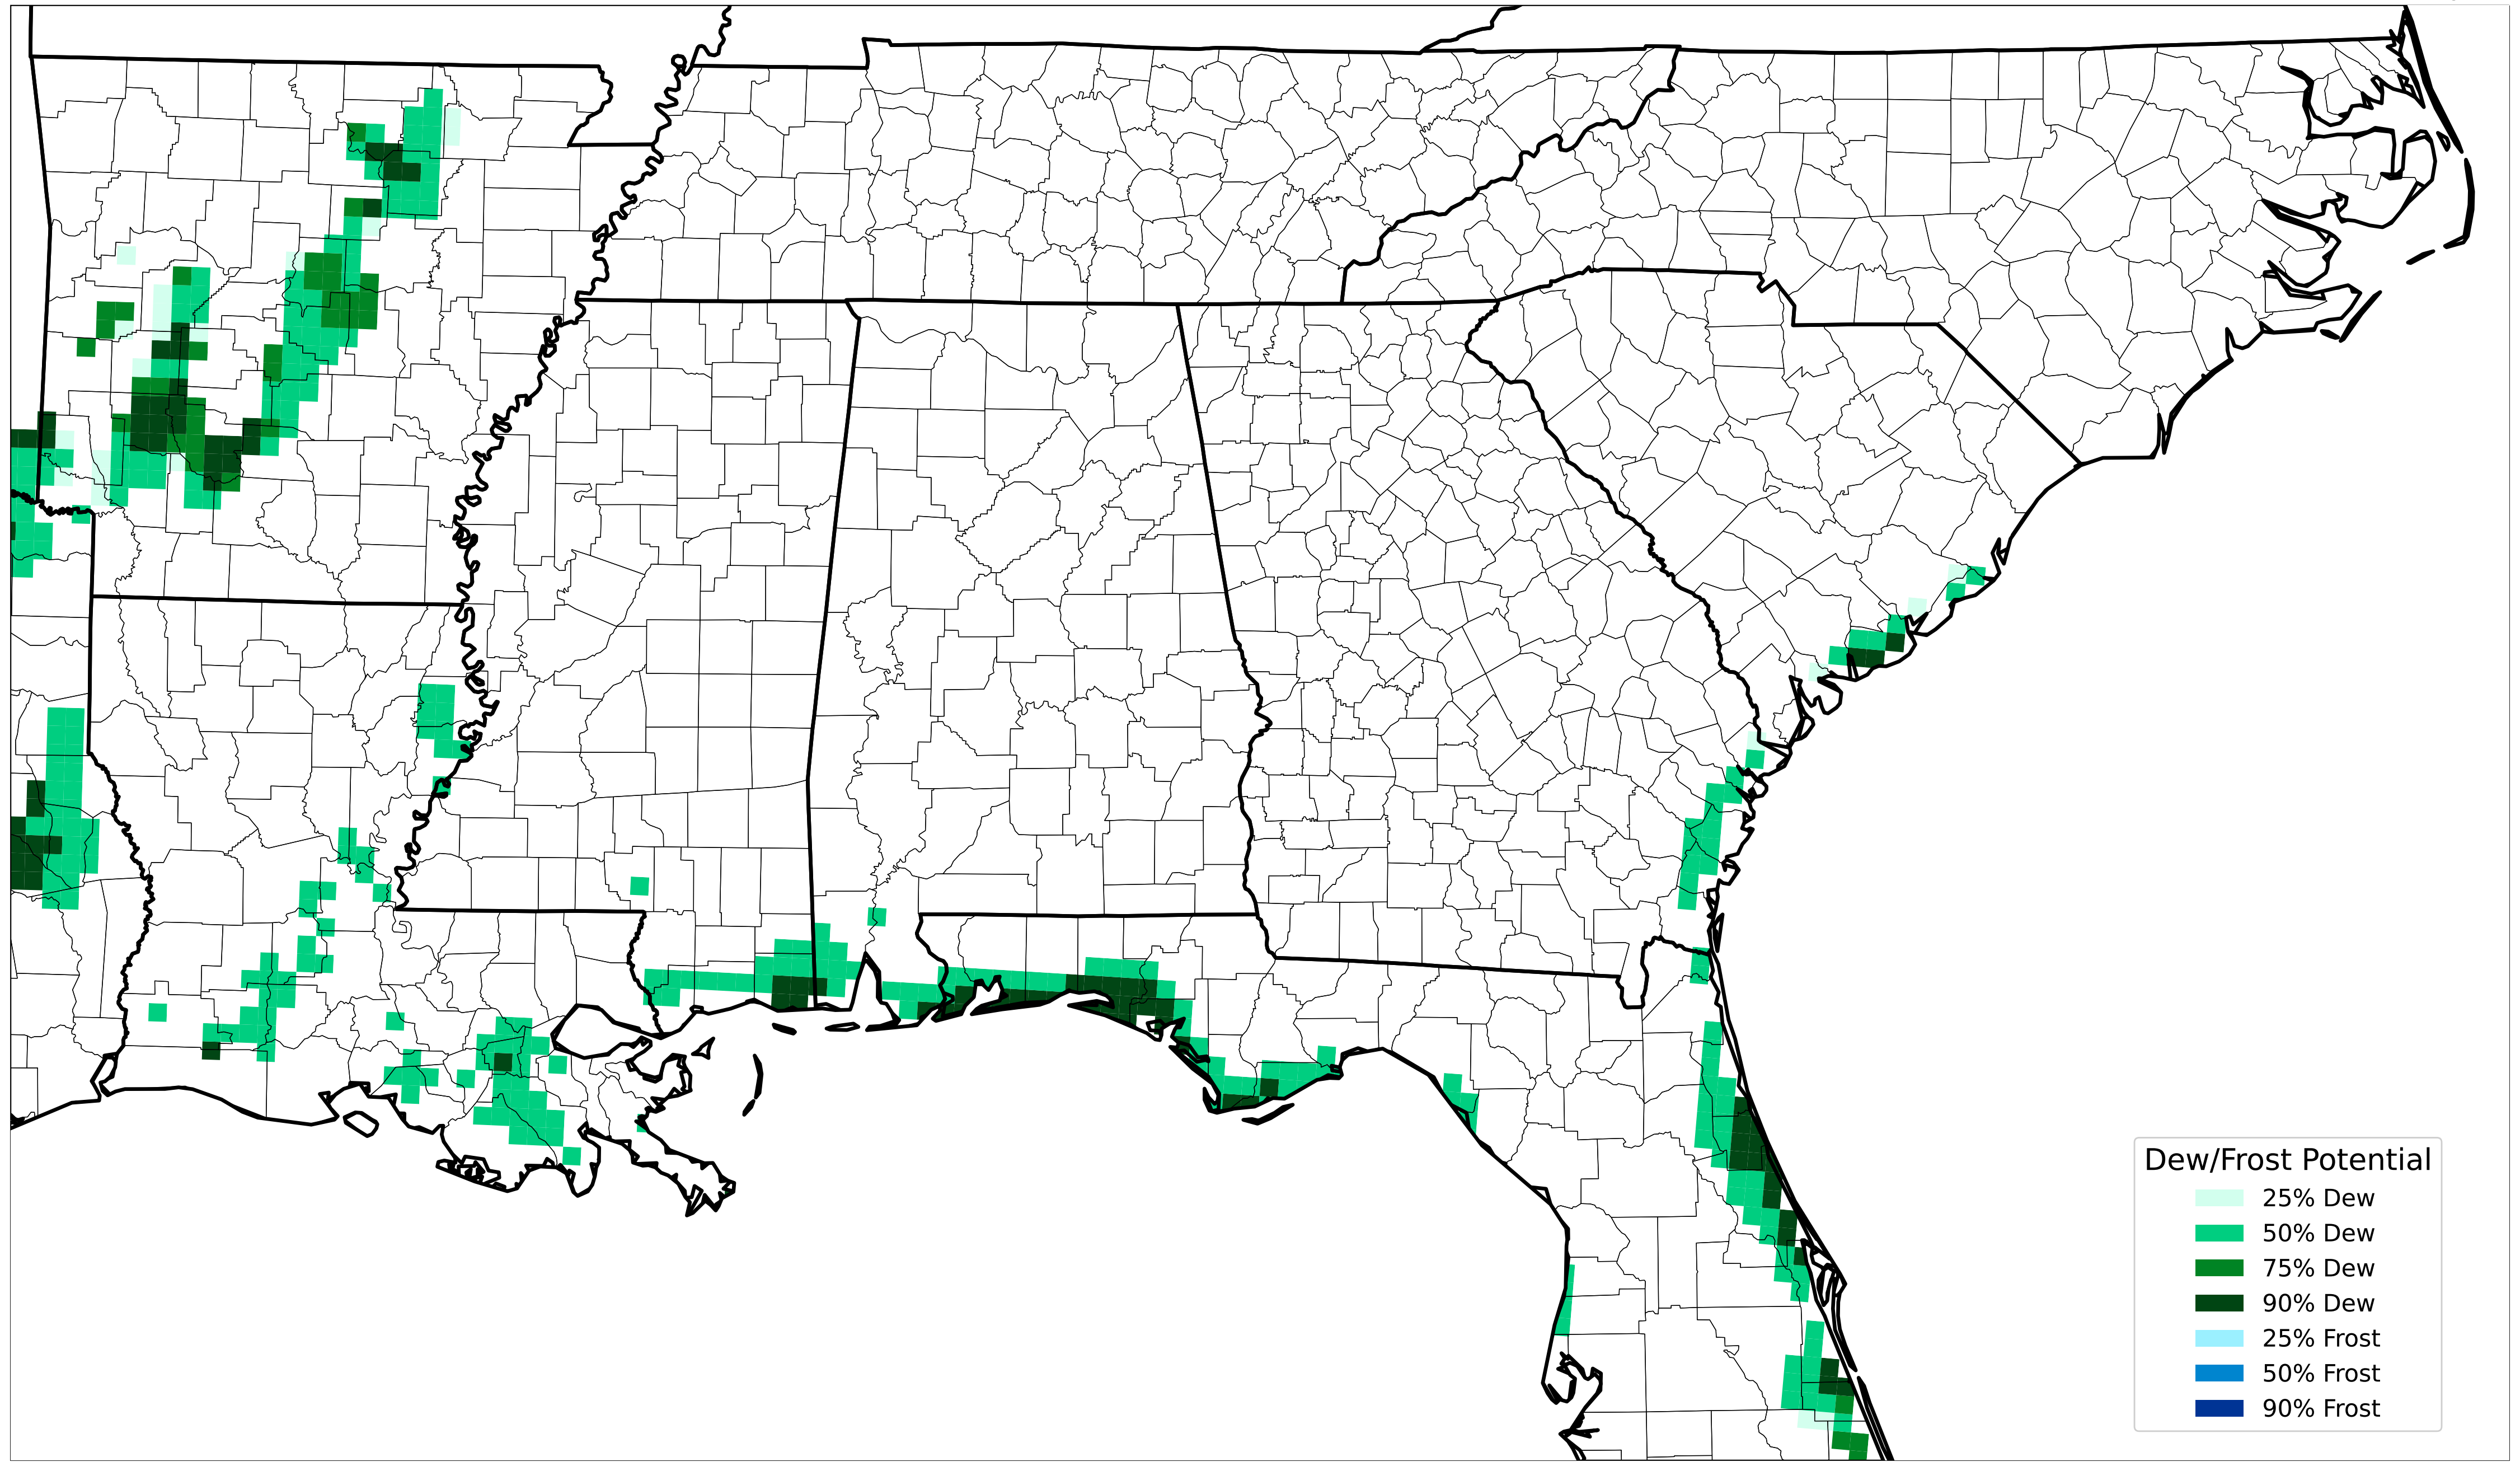 Dew/Frost Potential
25% Dew
50% Dew
75% Dew
90% Dew
25% Frost
50% Frost
90% Frost